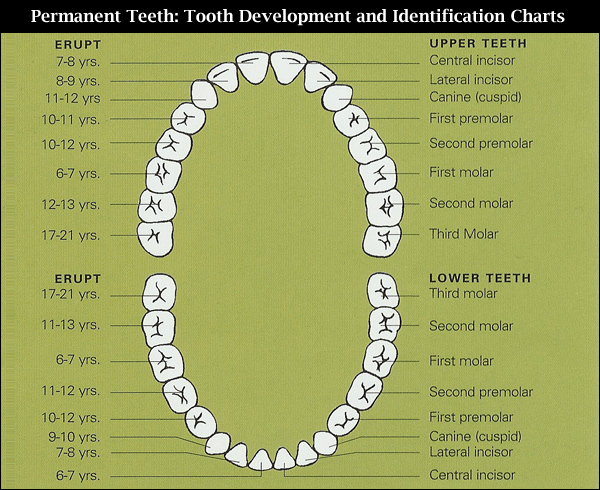 Permanent Teeth: Tooth Development and Identification Charts
ERUPT UPPER TEETH
7-8 yrs. Central incisor
8-9 yrs. Lateral incisor
11-12 yrs Canine (cuspid)
10-11 yrs. First premolar
10-12 yrs. Second premolar
6-7 yrs. First molar
12-13 yrs. Second molar
17-21 yrs. Third Molar
ERUPT LOWER TEETH
17-21 yrs. Third molar
11-13 yrs. Second molar
6-7 yrs. First molar
11-12 yrs. Second premolar
10-12 yrs. First premolar
9-10 yrs. Canine (cuspid)
7-8 yrs. Lateral incisor
6-7 yrs. Central incisor